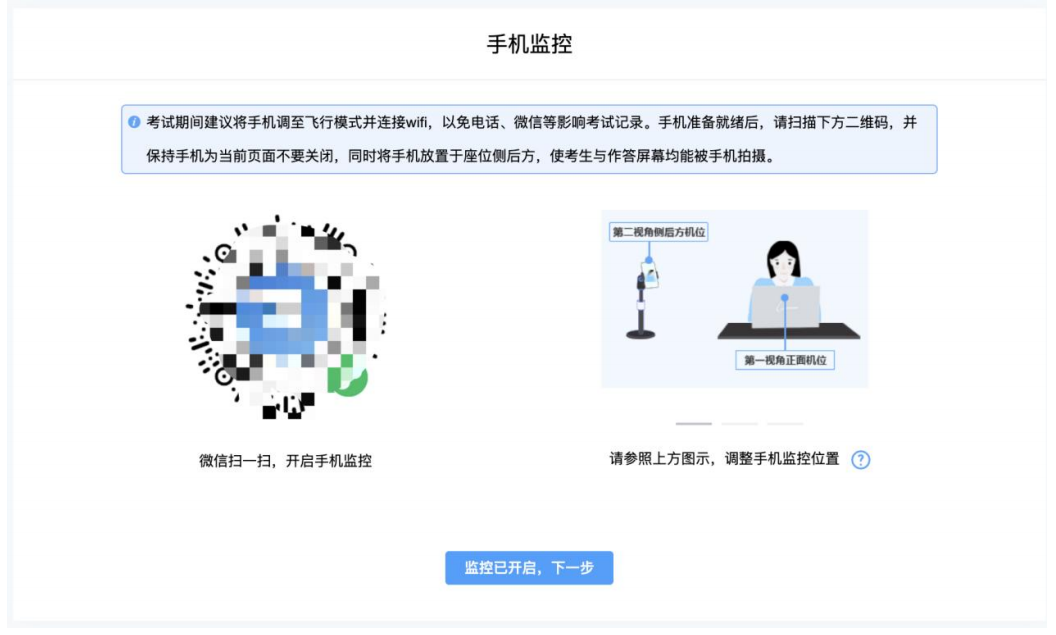 手机监控
考试期间建议将手机调至飞行模式并连接wifi，以免电话、微信等影响考试记录。手机准备就绪后，请扫描下方二维码，并
保持手机为当前页面不要关闭，同时将手机放置于座位侧后方，使考生与作答屏幕均能被手机拍摄。
第二视角侧后方机位
第一视角正面机位
微信扫一扫，开启手机监控
请参照上方图示，调整手机监控位置
监控已开启，下一步